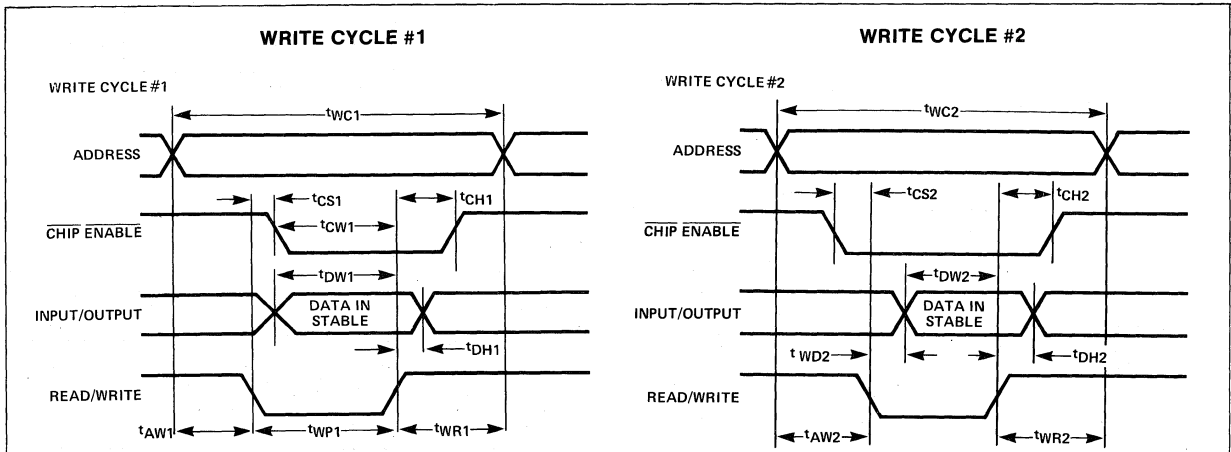 WRITE CYCLE #1
WRITE CYCLE #1
tWC1
ADDRESS
tCS1
tCH1
CHIP ENABLE
tCW1
tDW1
INPUT/OUTPUT
DATA IN
STABLE
tDH1
READ/WRITE
tAW1
tWP1
tWR1
WRITE CYCLE #2
WRITE CYCLE #2
tWC2
ADDRESS
tCS2
tCH2
CHIP ENABLE
tDW2
INPUT/OUTPUT
DATA IN
STABLE
tWD2
tDH2
READ/WRITE
tAW2
tWR2